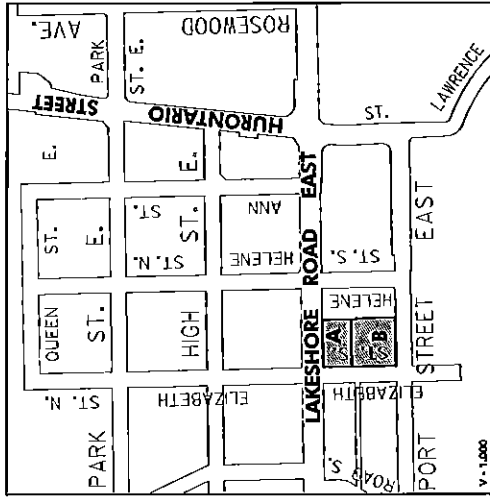 AVE.
ROSEWOOD
PARK
ST. E.
STREET
HURONTARIO
ST.
LAWRENCE
E.
E.
ST.
E.
ST.
ST.
ANN
QUEEN
ST.
ST. N.
HIGH
HELENE
LAKESHORE ROAD EAST
ST. S.
HELENE
A
B
ST. N.
ELIZABETH
ELIZABETH
PARK
ROAD S.
PORT STREET EAST
V - 1,000